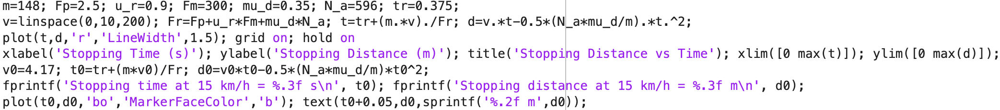 m=148; Fp=2.5; u_r=0.9; Fm=300; mu_d=0.35; N_a=596; tr=0.375;
v=linspace(0,10,200); Fr=Fp+u_r*Fm+mu_d*N_a; t=tr+(m.*v)./Fr; d=v.*t-0.5*(N_a*mu_d/m).*t.^2;
plot(t,d,'r','LineWidth',1.5); grid on; hold on
xlabel('Stopping Time (s)'); ylabel('Stopping Distance (m)'); title('Stopping Distance vs Time'); xlim([0 max(t)]); ylim([0 max(d)]);
v0=4.17; t0=tr+(m*v0)/Fr; d0=v0*t0-0.5*(N_a*mu_d/m)*t0^2;
fprintf('Stopping time at 15 km/h = %.3f s\n', t0); fprintf('Stopping distance at 15 km/h = %.3f m\n', d0);
plot(t0,d0,'bo','MarkerFaceColor','b'); text(t0+0.05,d0,sprintf('%.2f m',d0));